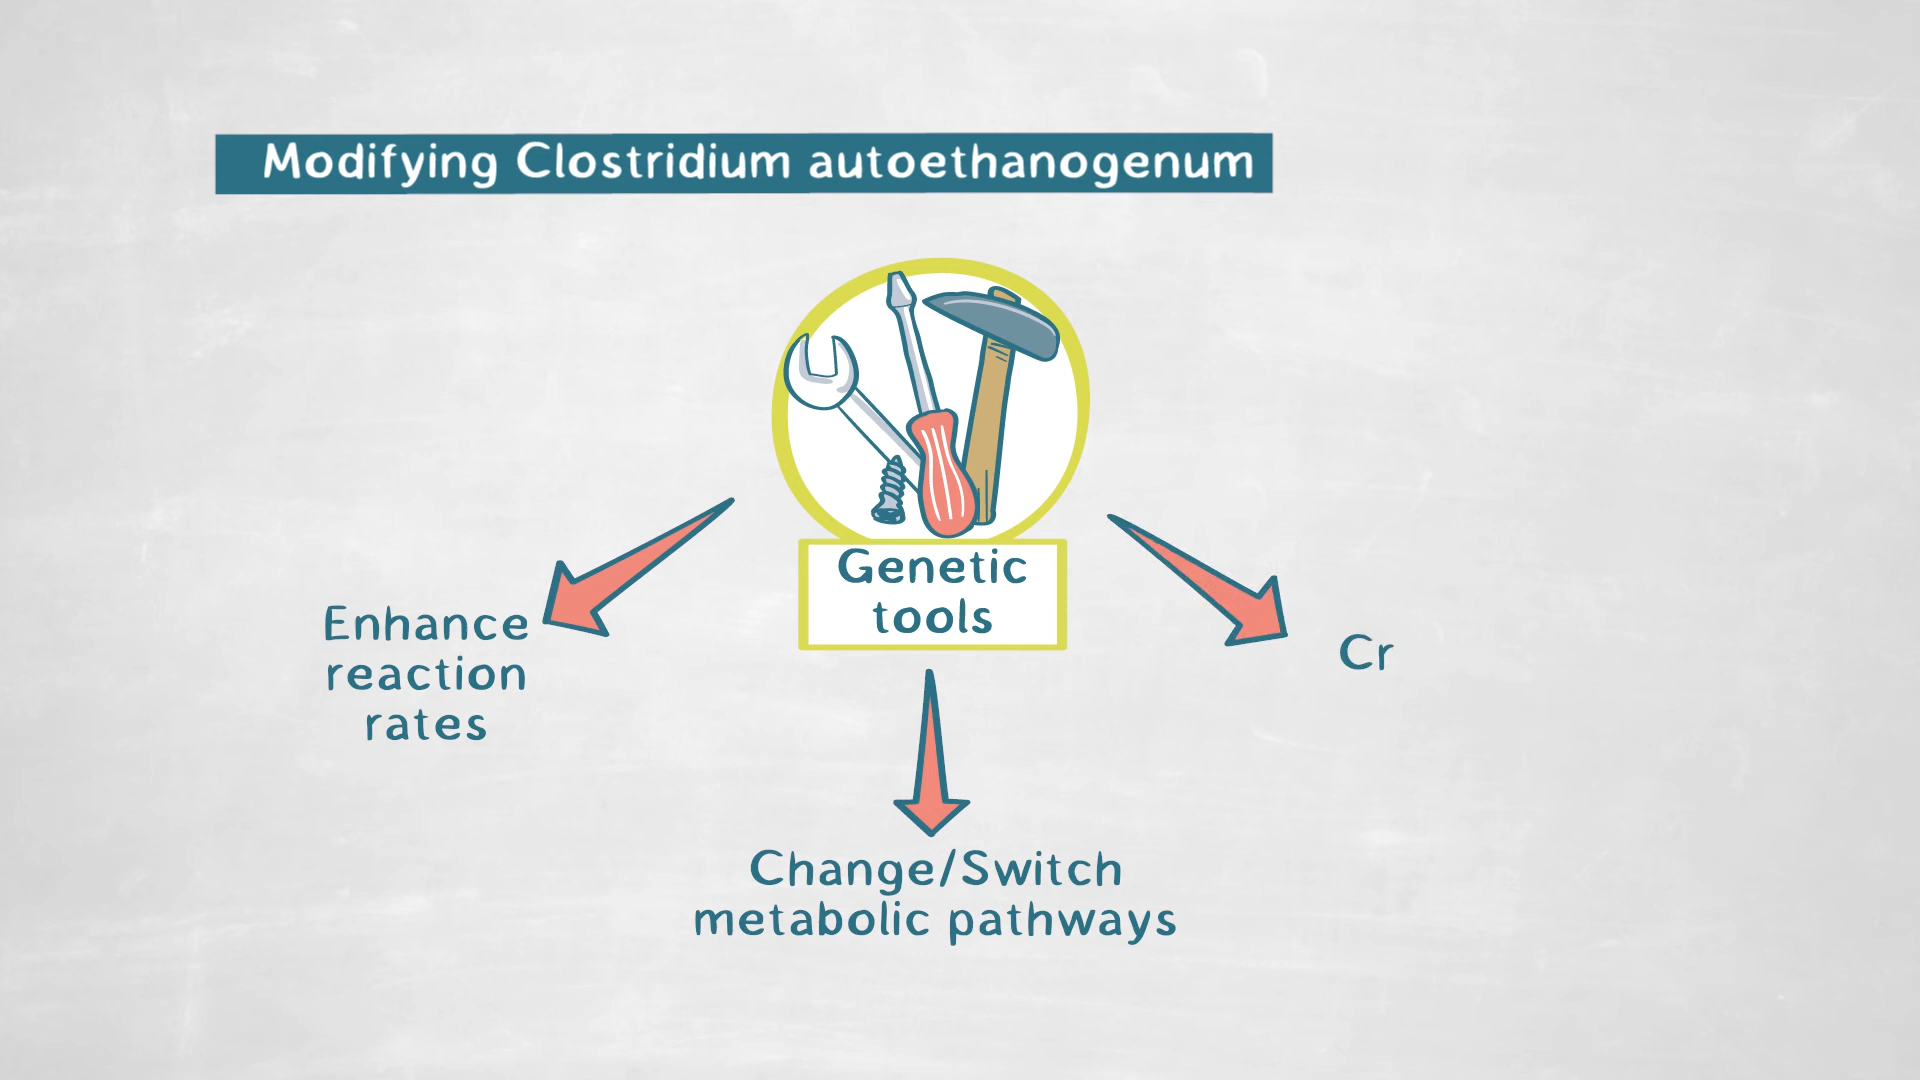 Modifying Clostridium autoethanogenum
Genetic
tools
Enhance
reaction
rates
Change/Switch
metabolic pathways
Cr